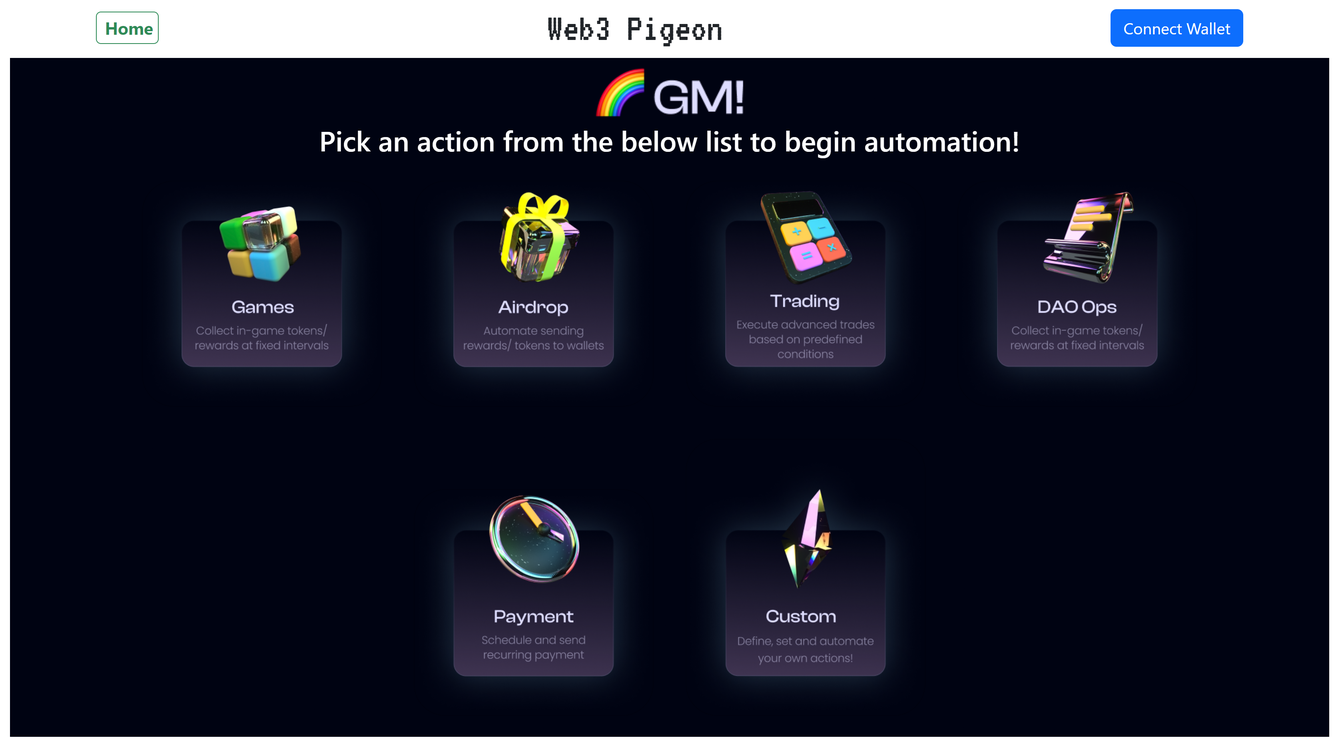 Home
Web3 Pigeon
Connect Wallet
GM!
Pick an action from the below list to begin automation!
Games
Collect in-game tokens/
rewards at fixed intervals
Airdrop
Automate sending
rewards/ tokens to wallets
Trading
Execute advanced trades
based on predefined
conditions
DAO Ops
Collect in-game tokens/
rewards at fixed intervals
Payment
Schedule and send
recurring payment
Custom
Define, set and automate
your own actions!